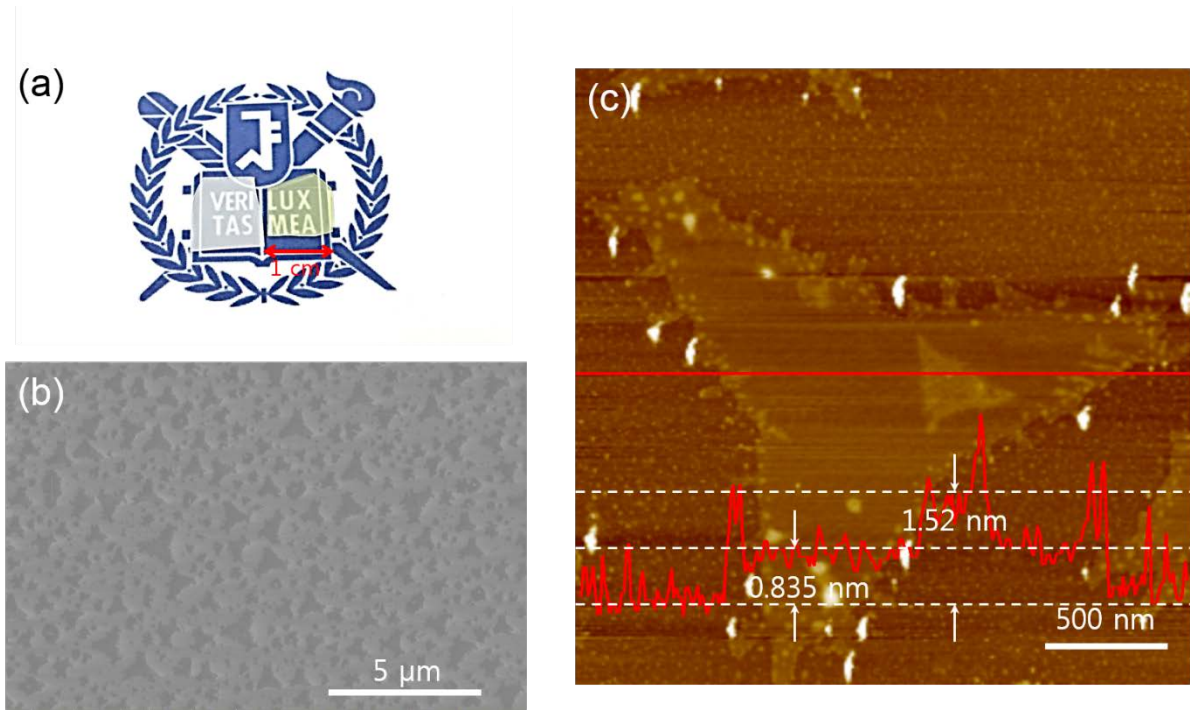 (a)
VERI LUX
TAS MEA
1 cm
(b)
5 μm
(c)
1.52 nm
0.835 nm
500 nm